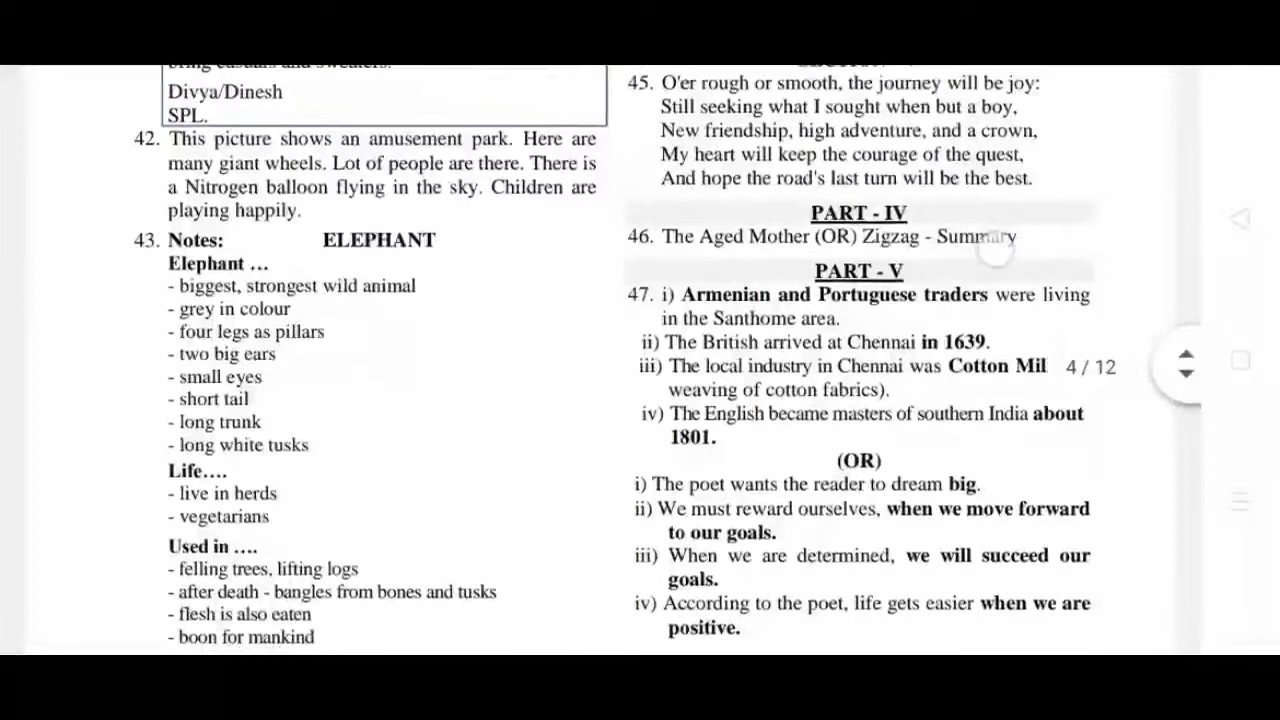 Divya/Dinesh
SPL.
42. This picture shows an amusement park. Here are
many giant wheels. Lot of people are there. There is
a Nitrogen balloon flying in the sky. Children are
playing happily.
43. Notes: ELEPHANT
Elephant ...
- biggest, strongest wild animal
- grey in colour
- four legs as pillars
- two big ears
- small eyes
- short tail
- long trunk
- long white tusks
Life....
- live in herds
- vegetarians
Used in ....
- felling trees, lifting logs
- after death - bangles from bones and tusks
- flesh is also eaten
- boon for mankind
45. O'er rough or smooth, the journey will be joy:
Still seeking what I sought when but a boy,
New friendship, high adventure, and a crown,
My heart will keep the courage of the quest,
And hope the road's last turn will be the best.
PART - IV
46. The Aged Mother (OR) Zigzag - Summary
PART - V
47. i) Armenian and Portuguese traders were living
in the Santhome area.
ii) The British arrived at Chennai in 1639.
iii) The local industry in Chennai was Cotton Mil
4 / 12
weaving of cotton fabrics).
iv) The English became masters of southern India about
1801.
(OR)
i) The poet wants the reader to dream big.
ii) We must reward ourselves, when we move forward
to our goals.
iii) When we are determined, we will succeed our
goals.
iv) According to the poet, life gets easier when we are
positive.